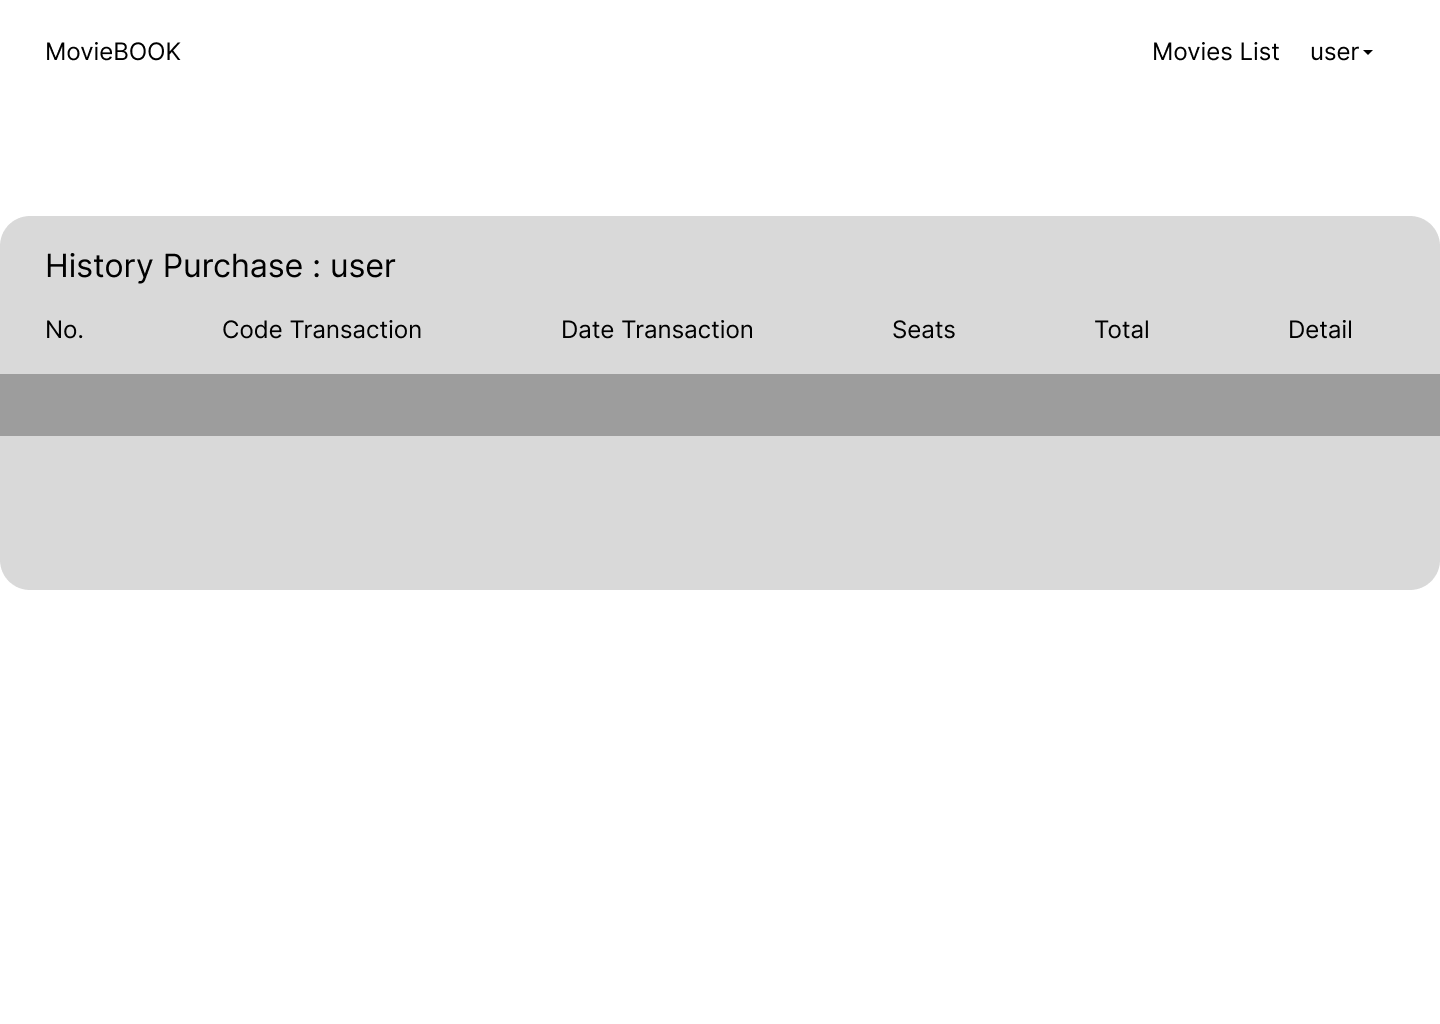 MovieBOOK Movies List user
History Purchase : user
No. Code Transaction Date Transaction Seats Total Detail